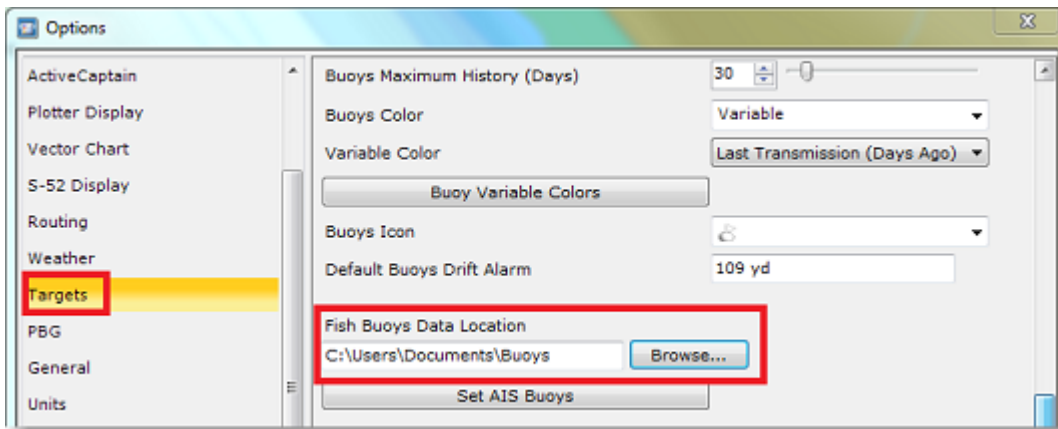 Options
ActiveCaptain
Plotter Display
Vector Chart
S-52 Display
Routing
Weather
Targets
PBG
General
Units
Buoys Maximum History (Days) 30
Buoys Color Variable
Variable Color Last Transmission (Days Ago)
Buoy Variable Colors
Buoys Icon
Default Buoys Drift Alarm 109 yd
Fish Buoys Data Location
C:\Users\Documents\Buoys Browse...
Set AIS Buoys